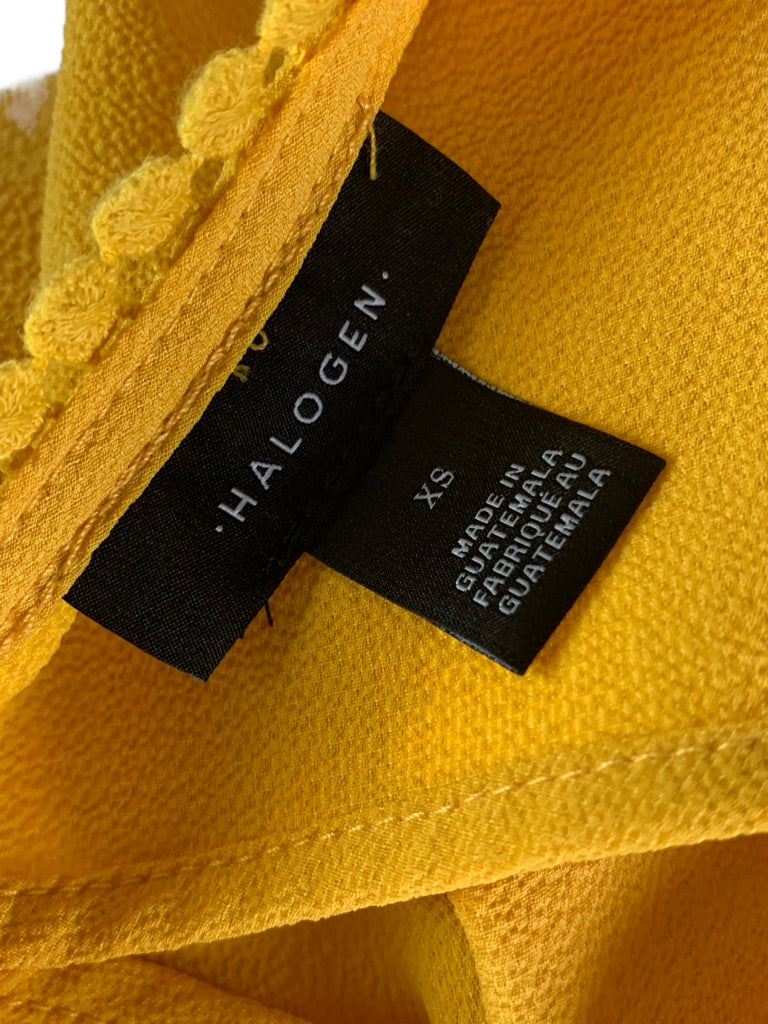 ·HALOGEN·
XS
MADE IN
GUATEMALA
FABRIQUÉ AU
GUATEMALA